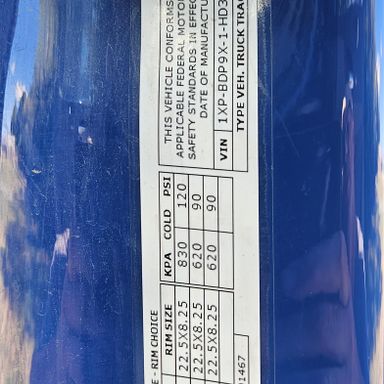 THIS VEHICLE CONFORMS
APPLICABLE FEDERAL MOTOR
SAFETY STANDARDS IN EFFEC
DATE OF MANUFACTU
VIN 1XP-BDP9X-1-HD3
TYPE VEH. TRUCK TRA
E - RIM CHOICE
RIM SIZE KPA COLD PSI
22.5X8.25 830 120
22.5X8.25 620 90
22.5X8.25 620 90
1467